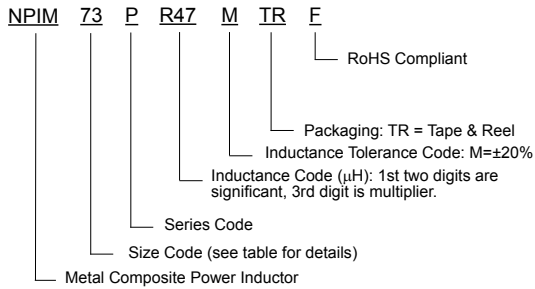 NPIM 73 P R47 M TR F
RoHS Compliant
Packaging: TR = Tape & Reel
Inductance Tolerance Code: M=±20%
Inductance Code (μH): 1st two digits are
significant, 3rd digit is multiplier.
Series Code
Size Code (see table for details)
Metal Composite Power Inductor